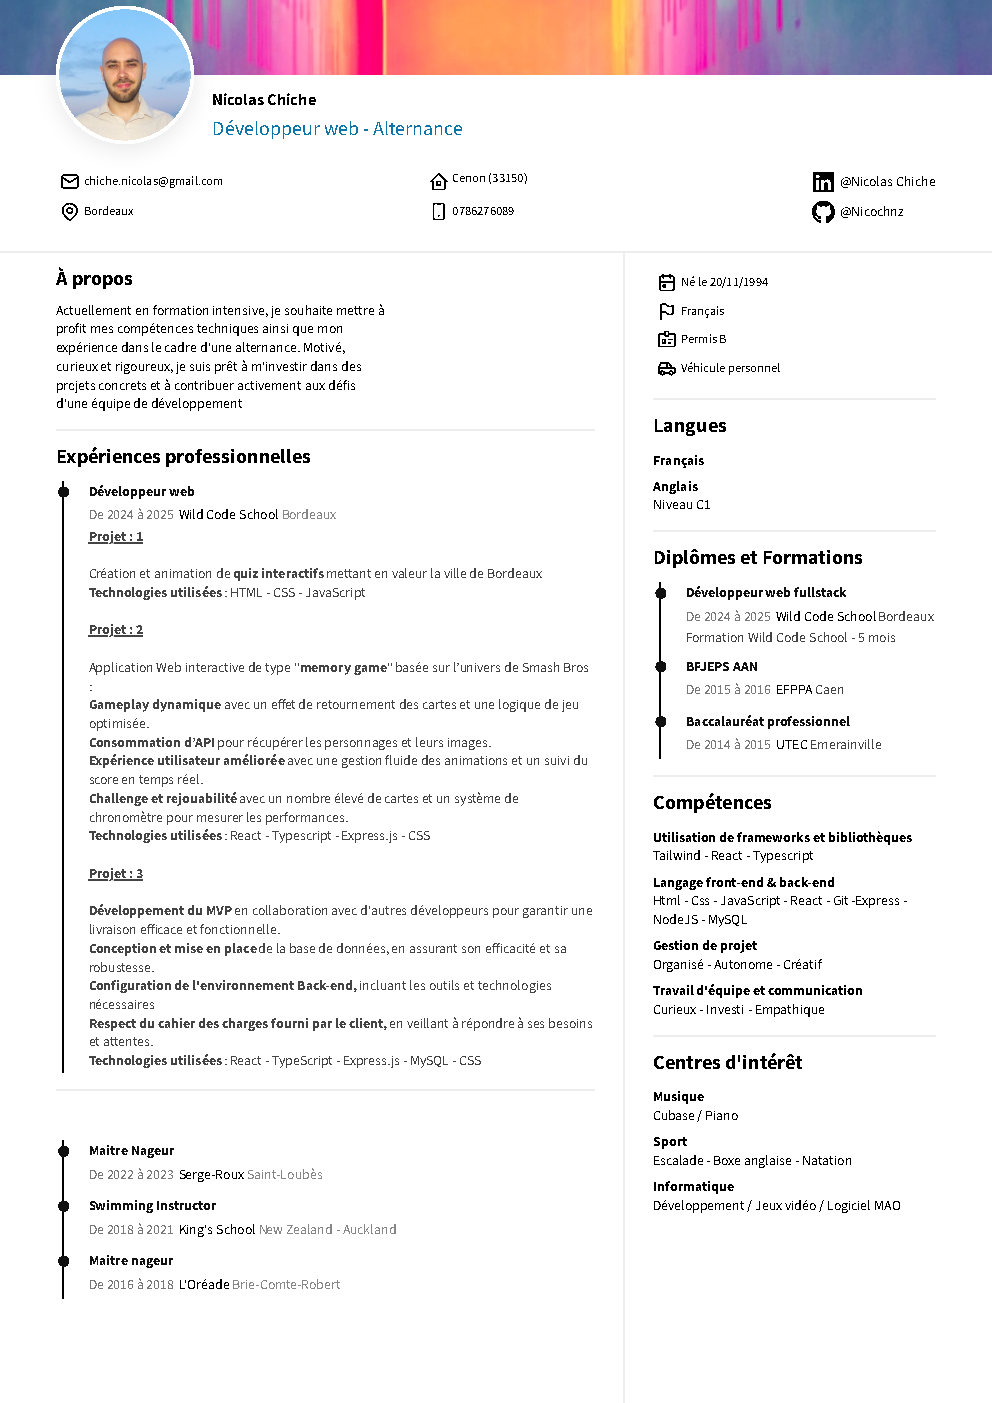 Nicolas Chiche
Développeur web - Alternance
chiche.nicolas@gmail.com
Bordeaux
Cenon (33150)
0786276089
@Nicolas Chiche
@Nicochnz
À propos
Actuellement en formation intensive, je souhaite mettre à
profit mes compétences techniques ainsi que mon
expérience dans le cadre d'une alternance. Motivé,
curieux et rigoureux, je suis prêt à m'investir dans des
projets concrets et à contribuer activement aux défis
d'une équipe de développement
Expériences professionnelles
Développeur web
De 2024 à 2025 Wild Code School Bordeaux
Projet : 1
Création et animation de quiz interactifs mettant en valeur la ville de Bordeaux
Technologies utilisées : HTML - CSS - JavaScript
Projet : 2
Application Web interactive de type "memory game" basée sur l'univers de Smash Bros
:
Gameplay dynamique avec un effet de retournement des cartes et une logique de jeu
optimisée.
Consommation d'API pour récupérer les personnages et leurs images.
Expérience utilisateur améliorée avec une gestion fluide des animations et un suivi du
score en temps réel.
Challenge et rejouabilité avec un nombre élevé de cartes et un système de
chronomètre pour mesurer les performances.
Technologies utilisées : React - Typescript - Express.js - CSS
Projet : 3
Développement du MVP en collaboration avec d'autres développeurs pour garantir une
livraison efficace et fonctionnelle.
Conception et mise en place de la base de données, en assurant son efficacité et sa
robustesse.
Configuration de l'environnement Back-end, incluant les outils et technologies
nécessaires
Respect du cahier des charges fourni par le client, en veillant à répondre à ses besoins
et attentes.
Technologies utilisées : React - TypeScript - Express.js - MySQL - CSS
Maitre Nageur
De 2022 à 2023 Serge-Roux Saint-Loubès
Swimming Instructor
De 2018 à 2021 King's School New Zealand - Auckland
Maitre nageur
De 2016 à 2018 L'Oréade Brie-Comte-Robert
Né le 20/11/1994
Français
Permis B
Véhicule personnel
Langues
Français
Anglais
Niveau C1
Diplômes et Formations
Développeur web fullstack
De 2024 à 2025 Wild Code School Bordeaux
Formation Wild Code School - 5 mois
BPJEPS AAN
De 2015 à 2016 EFPPA Caen
Baccalauréat professionnel
De 2014 à 2015 UTEC Emerainville
Compétences
Utilisation de frameworks et bibliothèques
Tailwind - React - Typescript
Langage front-end & back-end
Html - Css - JavaScript - React - Git -Express -
NodeJS - MySQL
Gestion de projet
Organisé - Autonome - Créatif
Travail d'équipe et communication
Curieux - Investi - Empathique
Centres d'intérêt
Musique
Cubase / Piano
Sport
Escalade - Boxe anglaise - Natation
Informatique
Développement / Jeux vidéo / Logiciel MAO